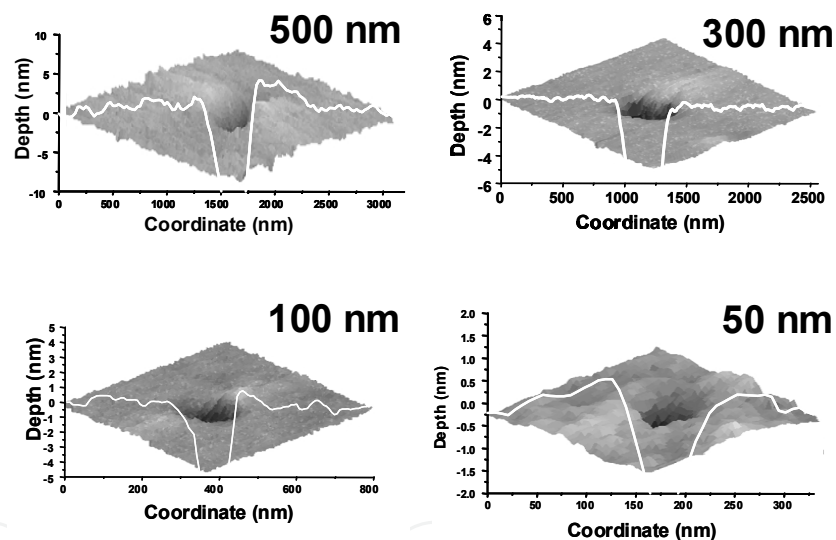 500 nm
10
5
0
-5
-10
Depth (nm)
0 500 1000 1500 2000 2500 3000
Coordinate (nm)
300 nm
6
4
2
0
-2
-4
-6
Depth (nm)
0 500 1000 1500 2000 2500
Coordinate (nm)
100 nm
5
4
3
2
1
0
-1
-2
-3
-4
-5
Depth (nm)
0 200 400 600 800
Coordinate (nm)
50 nm
2.0
1.5
1.0
0.5
0.0
-0.5
-1.0
-1.5
-2.0
Depth (nm)
0 50 100 150 200 250 300
Coordinate (nm)